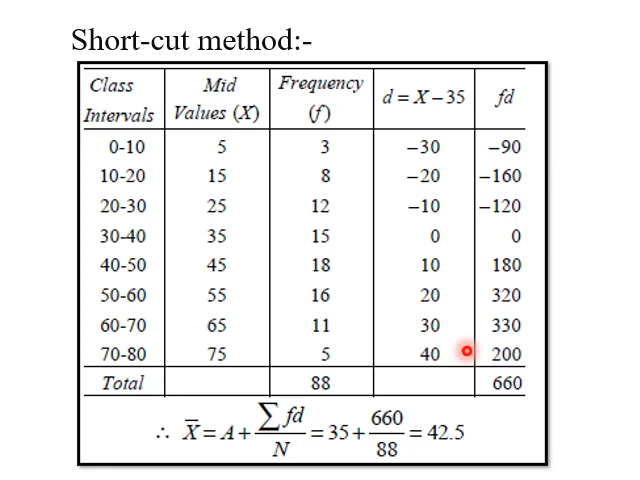 Short-cut method:-
Class Intervals Mid Values (X) Frequency (f) d = X − 35 fd
0-10 5 3 −30 −90
10-20 15 8 −20 −160
20-30 25 12 −10 −120
30-40 35 15 0 0
40-50 45 18 10 180
50-60 55 16 20 320
60-70 65 11 30 330
70-80 75 5 40 200
Total 88 660
∴ X̄ = A + ∑fd/N = 35 + 660/88 = 42.5